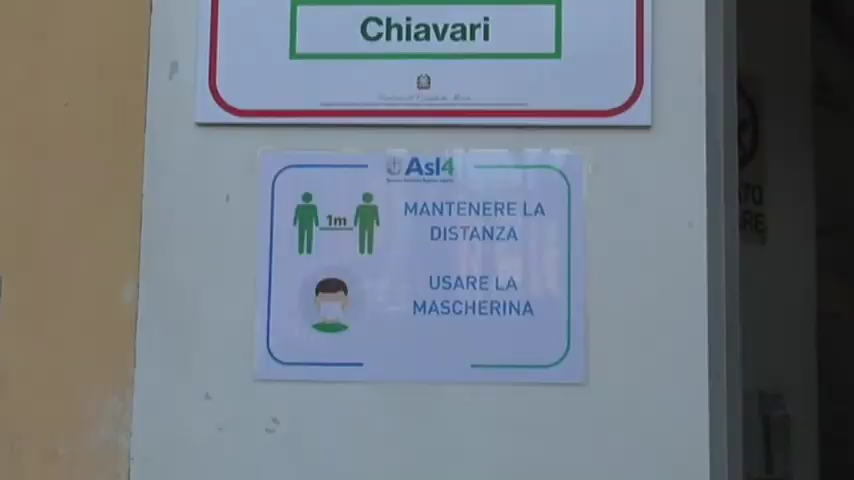 Chiavari
Asl4
1m
MANTENERE LA
DISTANZA
USARE LA
MASCHERINA